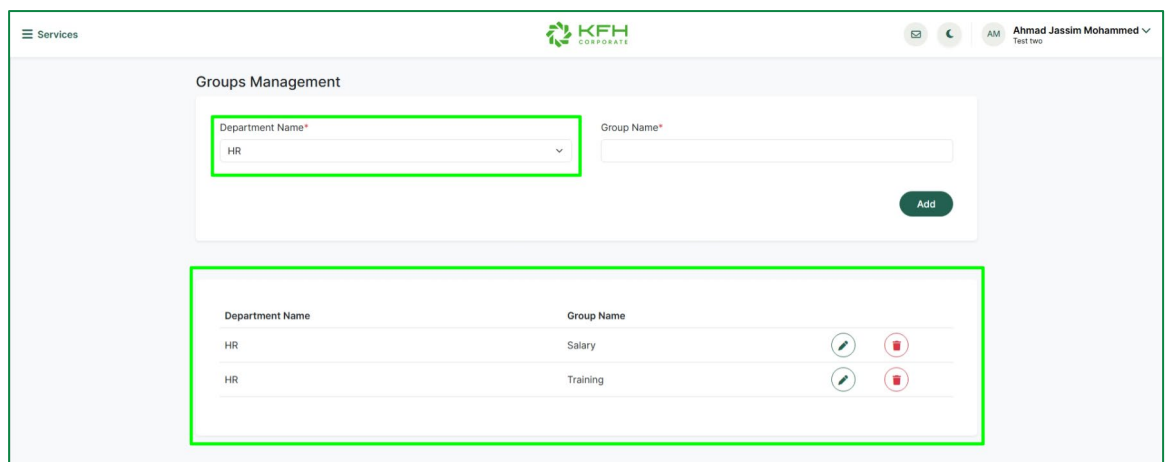 Services
KFH
CORPORATE
AM
Ahmad Jassim Mohammed
Test two
Groups Management
Department Name*
Group Name*
HR
Add
Department Name Group Name
HR Salary
HR Training